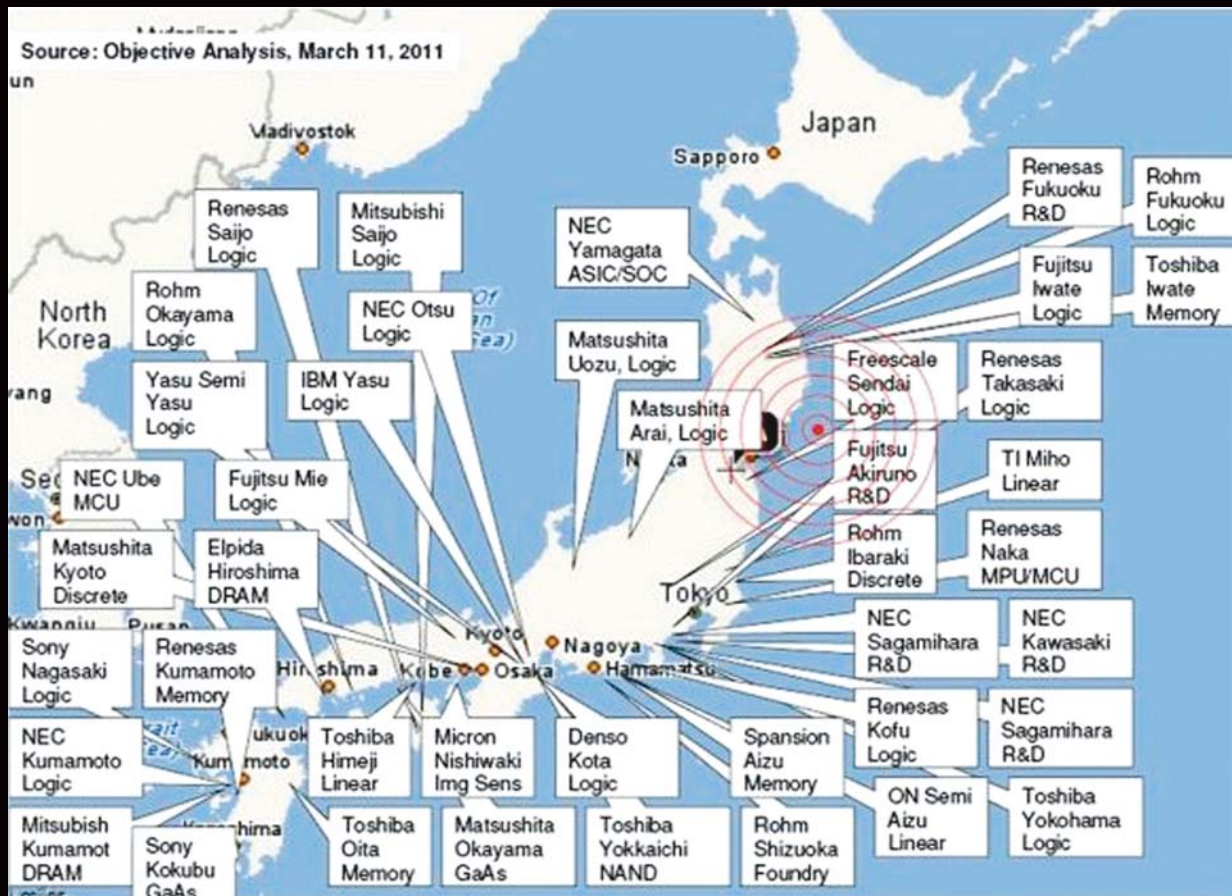 Source: Objective Analysis, March 11, 2011
Vladivostok
Japan
Sapporo
Renesas
Saijo
Logic
Mitsubishi
Saijo
Logic
NEC
Yamagata
ASIC/SOC
Renesas
Fukuoku
R&D
Rohm
Fukuoku
Logic
North
Korea
Rohm
Okayama
Logic
NEC Otsu
Logic
Fujitsu
Iwate
Logic
Toshiba
Iwate
Memory
Matsushita
Uozu, Logic
Yasu Semi
Yasu
Logic
IBM Yasu
Logic
Freescale
Sendai
Logic
Renesas
Takasaki
Logic
Matsushita
Arai, Logic
NEC Ube
MCU
Fujitsu Mie
Logic
Fujitsu
Akiruno
R&D
TI Miho
Linear
Matsushita
Kyoto
Discrete
Elpida
Hiroshima
DRAM
Rohm
Ibaraki
Discrete
Renesas
Naka
MPU/MCU
Tokyo
Kyoto
Nagoya
Kobe
Osaka
Hamamatsu
Hiroshima
Sony
Nagasaki
Logic
Renesas
Kumamoto
Memory
NEC
Sagamihara
R&D
NEC
Kawasaki
R&D
NEC
Kumamoto
Logic
Kumamoto
Toshiba
Himeji
Linear
Micron
Nishiwaki
Img Sens
Denso
Kota
Logic
Spansion
Aizu
Memory
Renesas
Kofu
Logic
NEC
Sagamihara
R&D
Mitsubish
Kumamot
DRAM
Sony
Kokubu
GaAs
Toshiba
Oita
Memory
Matsushita
Okayama
GaAs
Toshiba
Yokkaichi
NAND
Rohm
Shizuoka
Foundry
ON Semi
Aizu
Linear
Toshiba
Yokohama
Logic